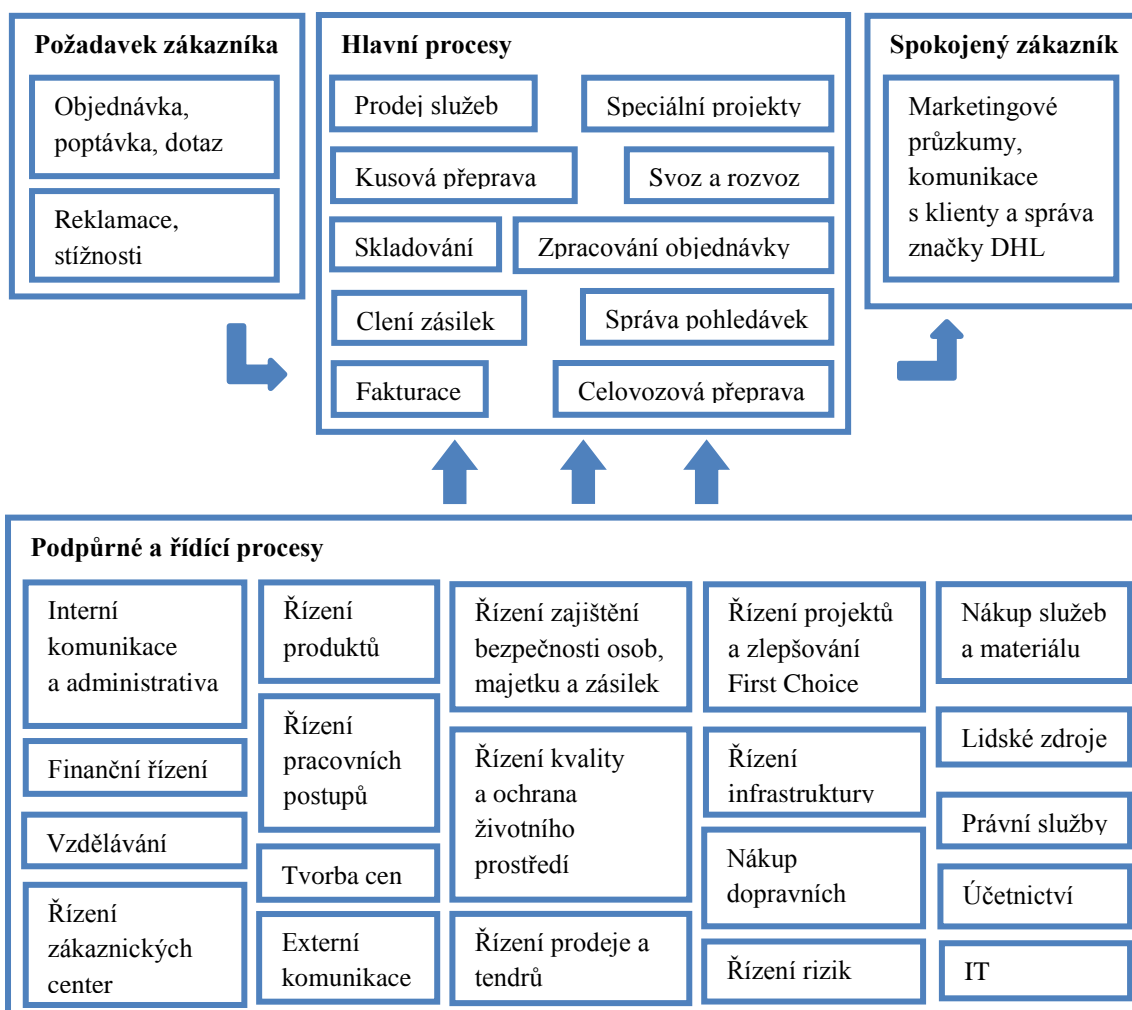 Požadavek zákazníka
Objednávka,
poptávka, dotaz
Reklamace,
stížnosti
Hlavní procesy
Prodej služeb
Speciální projekty
Kusová přeprava
Svoz a rozvoz
Skladování
Zpracování objednávky
Clení zásilek
Správa pohledávek
Fakturace
Celovozová přeprava
Spokojený zákazník
Marketingové
průzkumy,
komunikace
s klienty a správa
značky DHL
Podpůrné a řídící procesy
Interní
komunikace
a administrativa
Finanční řízení
Vzdělávání
Řízení
zákaznických
center
Řízení
produktů
Řízení
pracovních
postupů
Tvorba cen
Externí
komunikace
Řízení zajištění
bezpečnosti osob,
majetku a zásilek
Řízení kvality
a ochrana
životního
prostředí
Řízení prodeje a
tendrů
Řízení projektů
a zlepšování
First Choice
Řízení
infrastruktury
Nákup
dopravních
Řízení rizik
Nákup služeb
a materiálu
Lidské zdroje
Právní služby
Účetnictví
IT